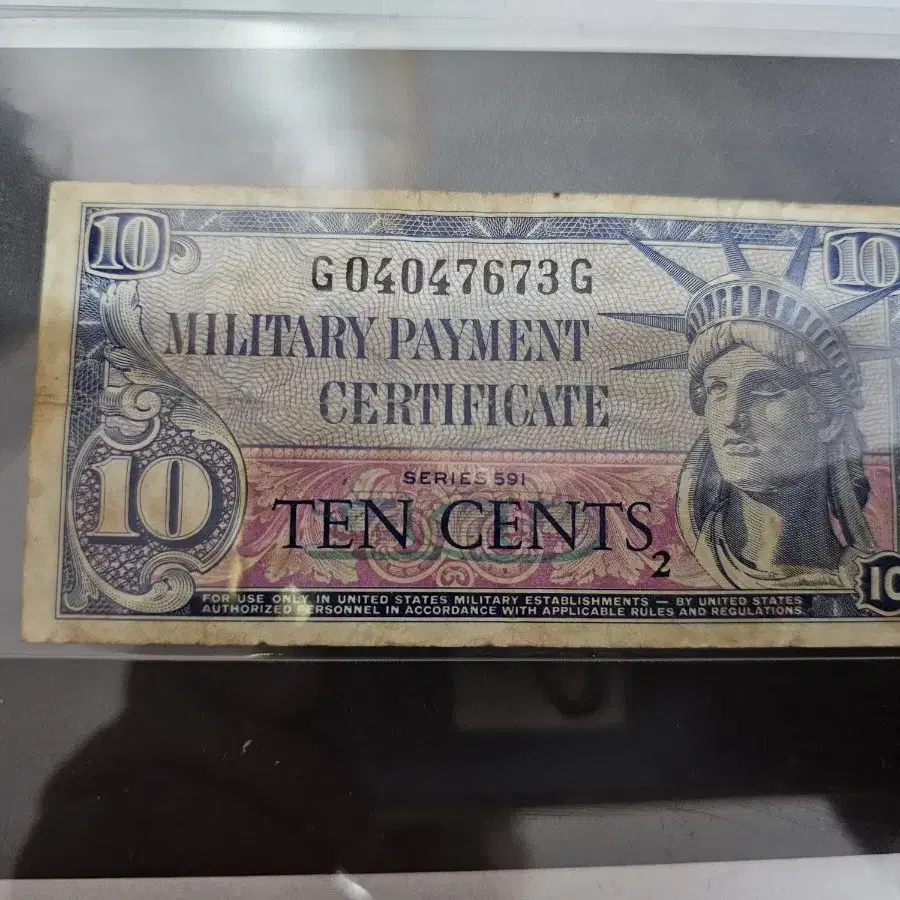 10 10
G04047673G
MILITARY PAYMENT
CERTIFICATE
SERIES 591
10 TEN CENTS
2
10
FOR USE ONLY IN UNITED STATES MILITARY ESTABLISHMENTS — BY UNITED STATES
AUTHORIZED PERSONNEL IN ACCORDANCE WITH APPLICABLE RULES AND REGULATIONS.